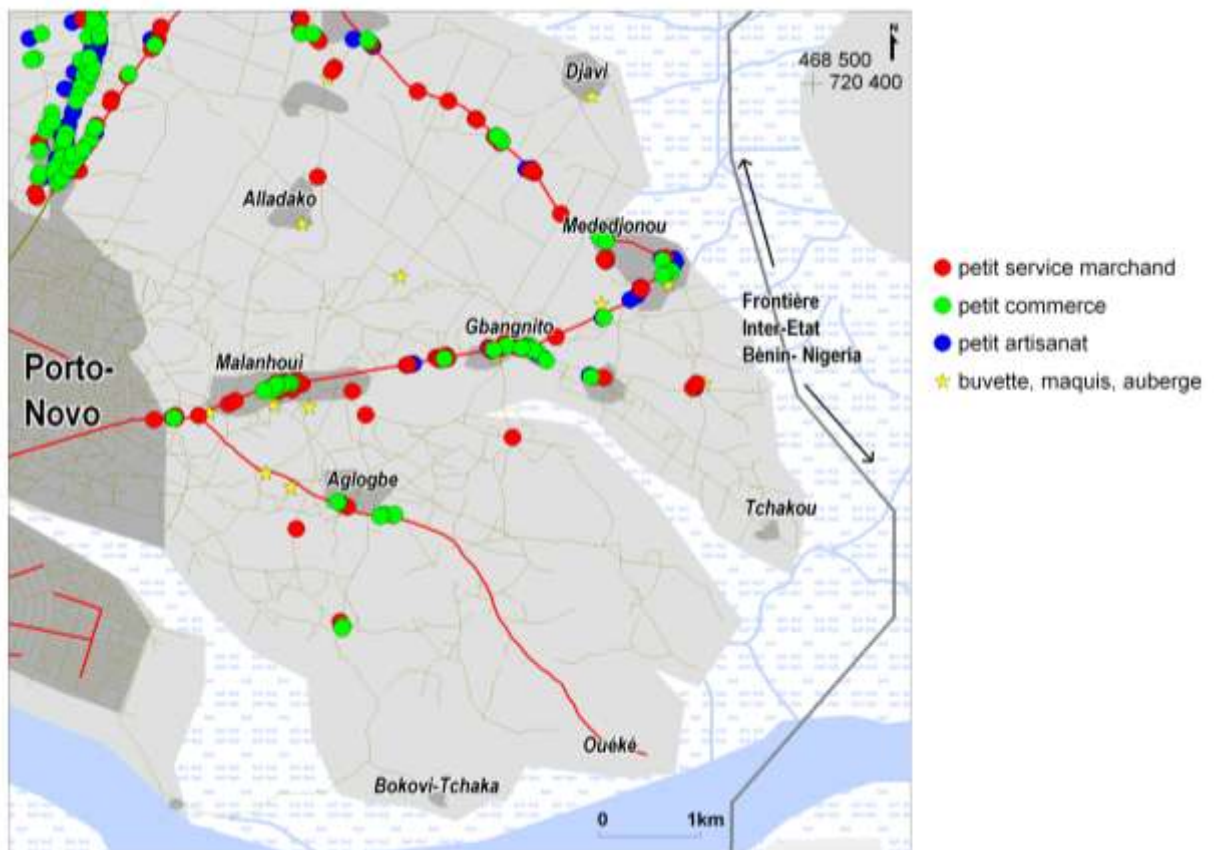 N
468 500
720 400
Djavi
Alladako
Mededjonou
Frontière
Inter-Etat
Bénin- Nigeria
Gbangnito
Malanhoui
Porto-
Novo
Aglogbe
Tchakou
Ouéké
Bokovi-Tchaka
0 1km
petit service marchand
petit commerce
petit artisanat
buvette, maquis, auberge